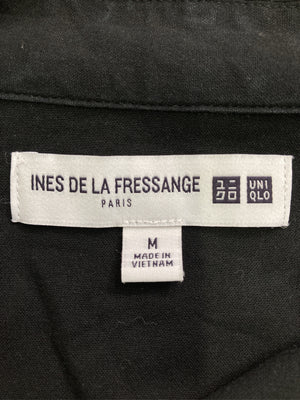 INES DE LA FRESSANGE
PARIS
ユニ
クロ
UNI
QLO
M
MADE IN
VIETNAM